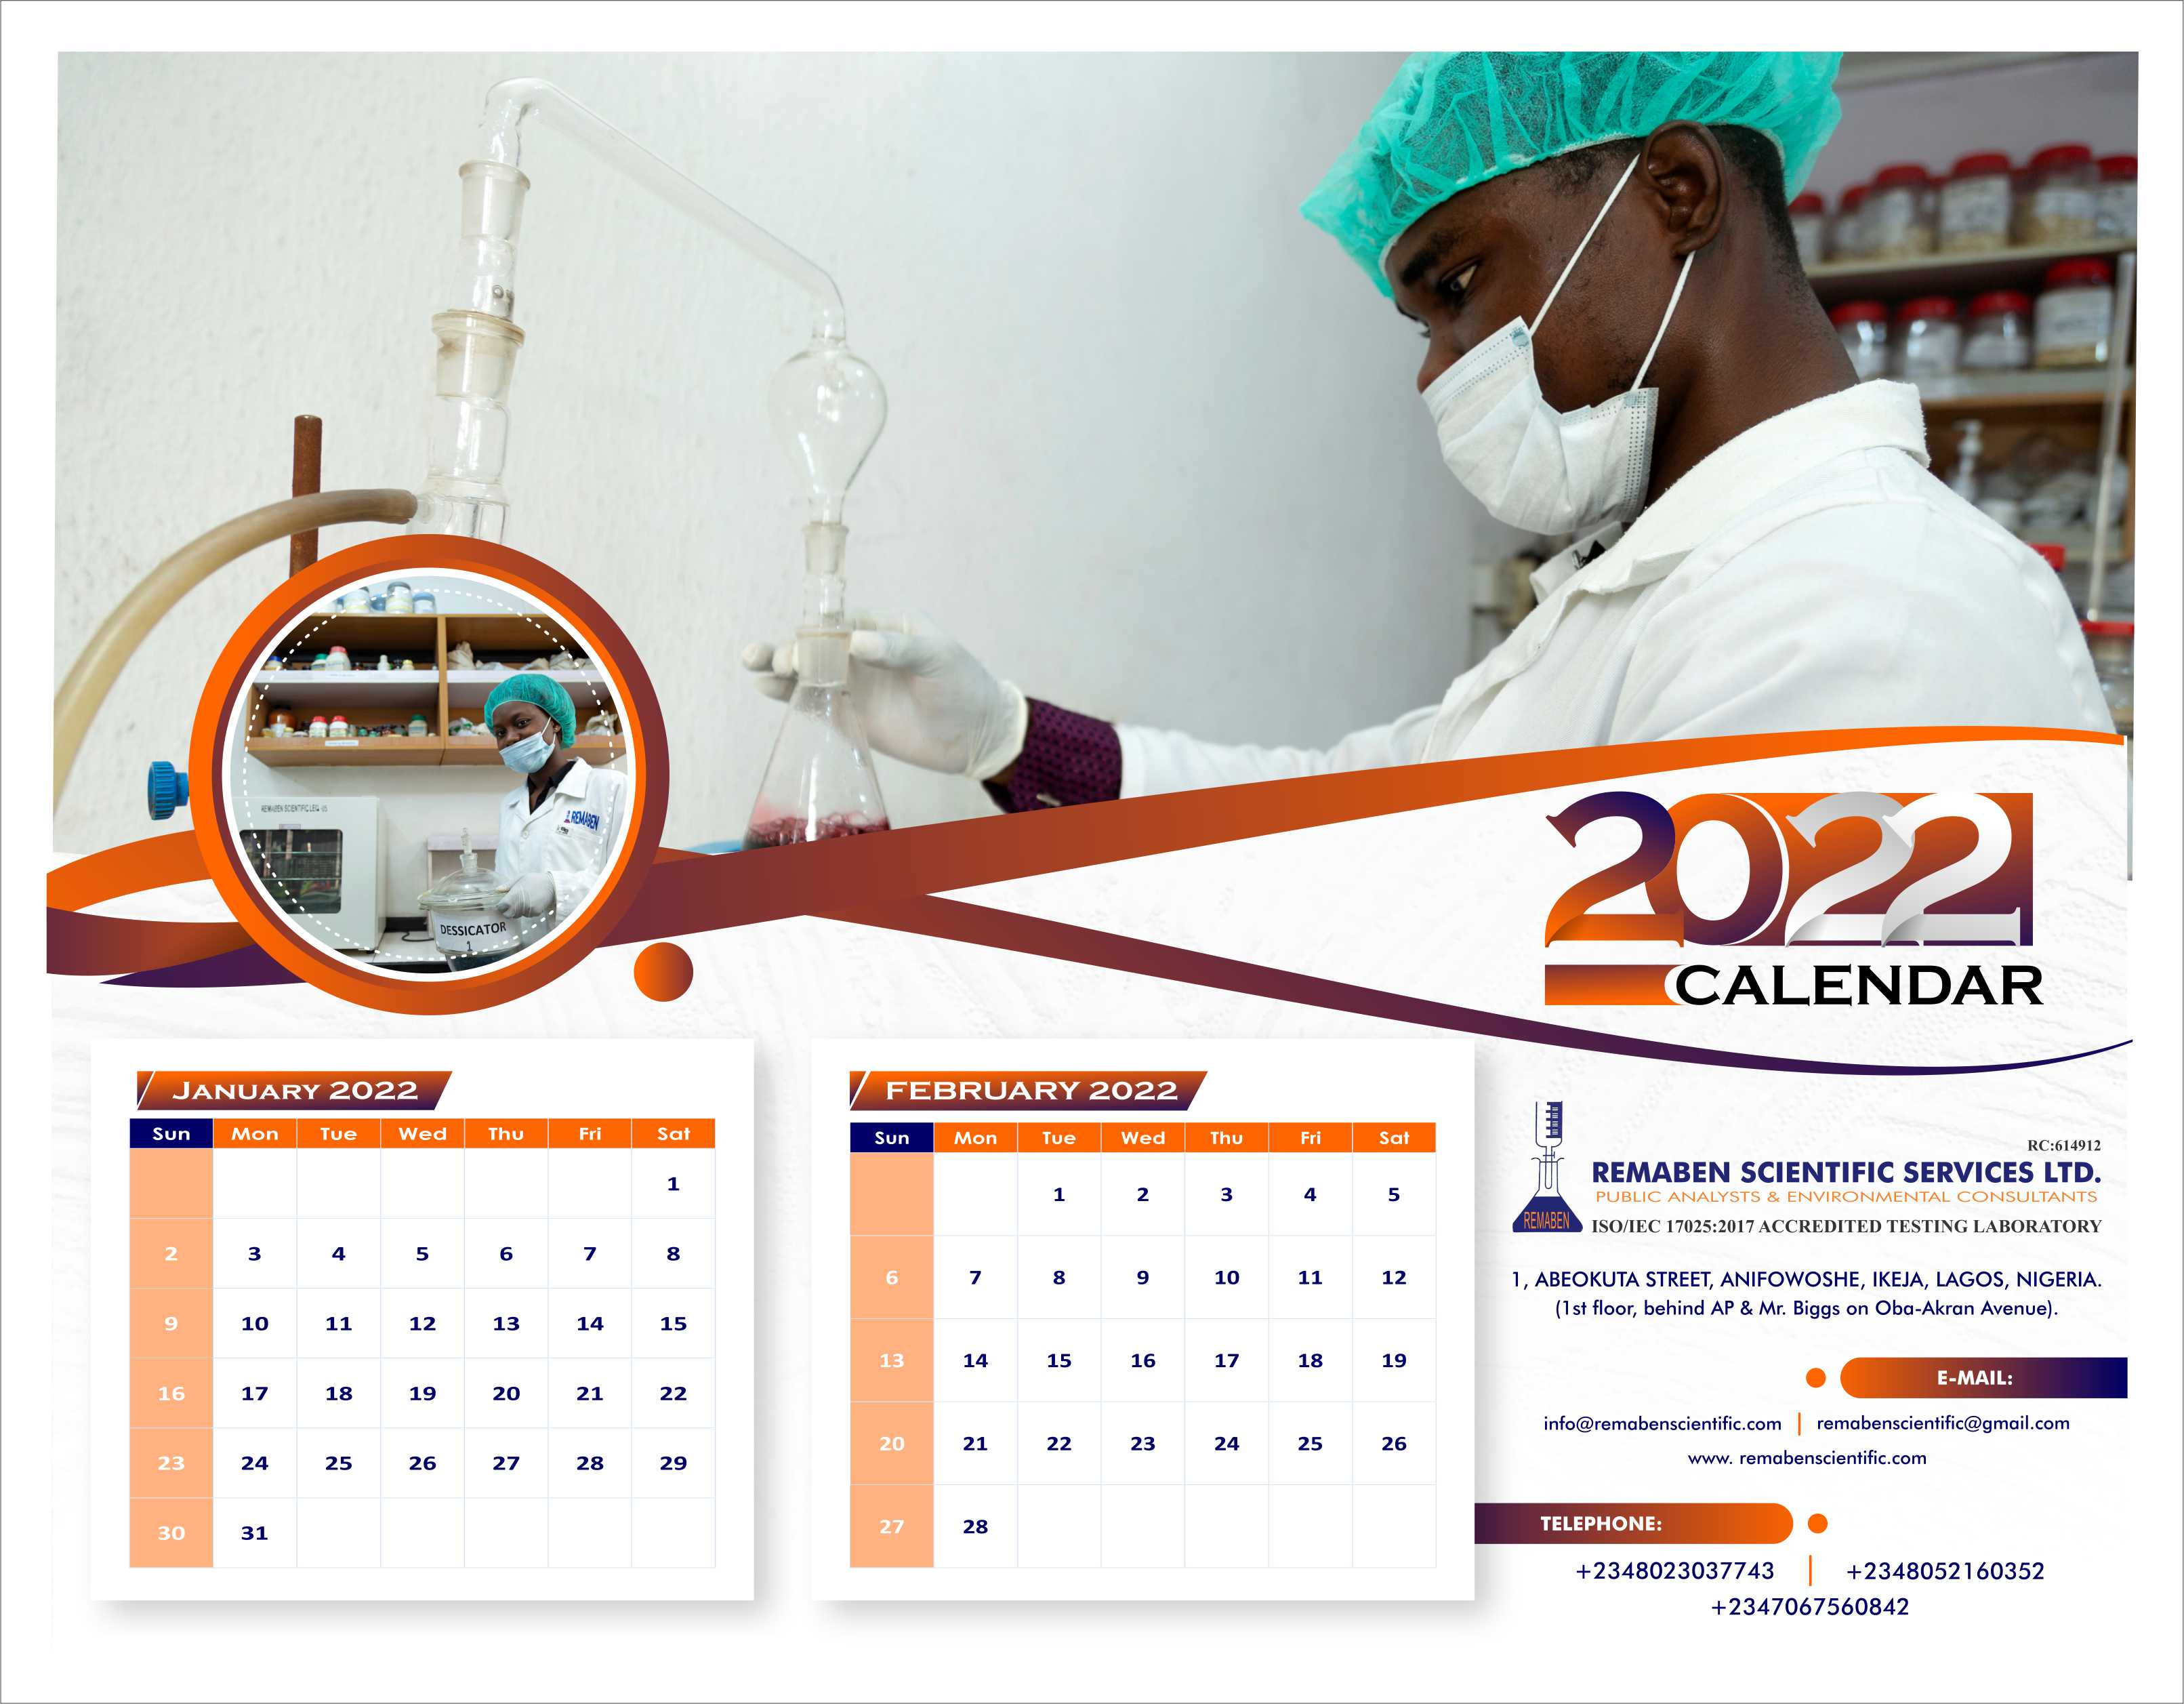 REMABEN SCIENTIFIC
REMABEN
DESSICATOR
1
2022
CALENDAR
JANUARY 2022
Sun Mon Tue Wed Thu Fri Sat
1
2 3 4 5 6 7 8
9 10 11 12 13 14 15
16 17 18 19 20 21 22
23 24 25 26 27 28 29
30 31
FEBRUARY 2022
Sun Mon Tue Wed Thu Fri Sat
1 2 3 4 5
6 7 8 9 10 11 12
13 14 15 16 17 18 19
20 21 22 23 24 25 26
27 28
RC:614912
REMABEN SCIENTIFIC SERVICES LTD.
PUBLIC ANALYSTS & ENVIRONMENTAL CONSULTANTS
REMABEN
ISO/IEC 17025:2017 ACCREDITED TESTING LABORATORY
1, ABEOKUTA STREET, ANIFOWOSHE, IKEJA, LAGOS, NIGERIA.
(1st floor, behind AP & Mr. Biggs on Oba-Akran Avenue).
E-MAIL:
info@remabenscientific.com | remabenscientific@gmail.com
www. remabenscientific.com
TELEPHONE:
+2348023037743 | +2348052160352
+2347067560842